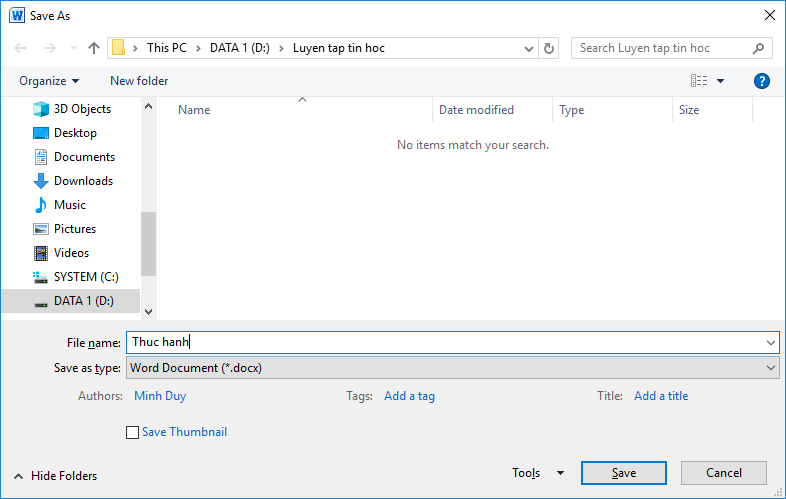 Save As
This PC > DATA 1 (D:) > Luyen tap tin hoc
Search Luyen tap tin hoc
Organize New folder
?
Name Date modified Type Size
No items match your search.
3D Objects
Desktop
Documents
Downloads
Music
Pictures
Videos
SYSTEM (C:)
DATA 1 (D:)
File name: Thuc hanh
Save as type: Word Document (*.docx)
Authors: Minh Duy Tags: Add a tag Title: Add a title
Save Thumbnail
Hide Folders Tools Save Cancel